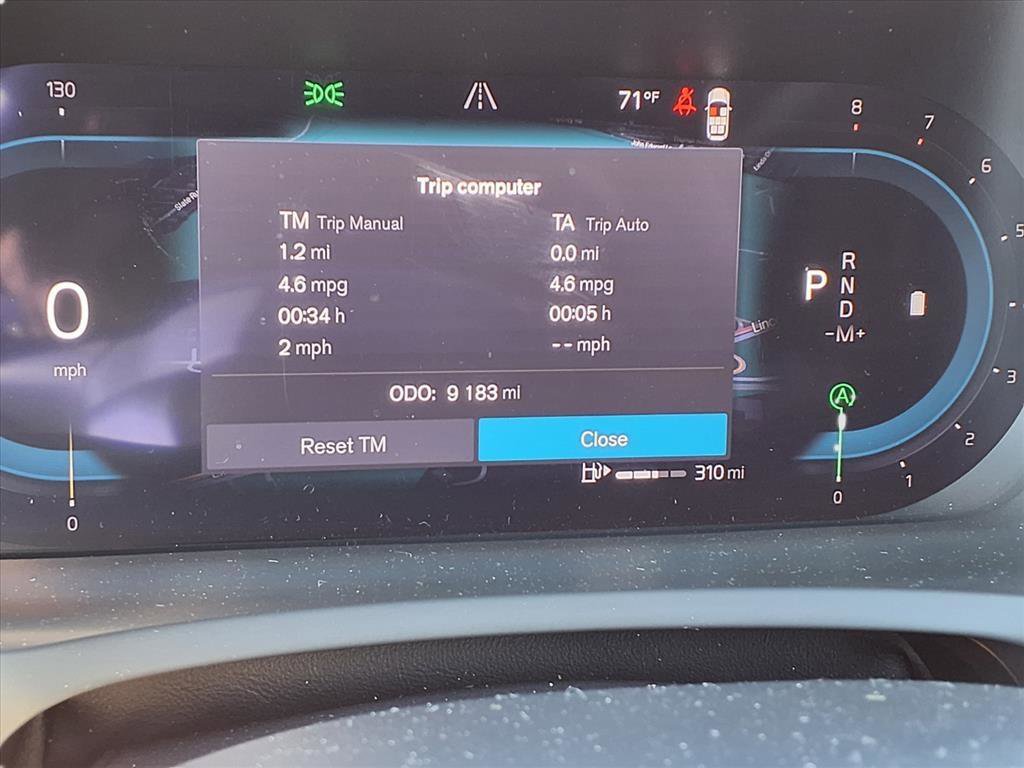 130
71°F
8
7
6
5
3
2
1
0
Trip computer
TM Trip Manual
TA Trip Auto
1.2 mi
0.0 mi
4.6 mpg
4.6 mpg
00:34 h
00:05 h
2 mph
-- mph
ODO: 9 183 mi
Reset TM
Close
0
mph
P
R
N
D
-M+
A
310 mi
0
Slate
Linc